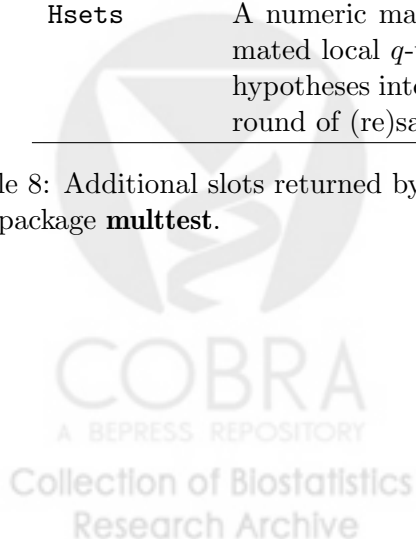 Hsets A numeric ma
mated local q-
hypotheses int
round of (re)sa
le 8: Additional slots returned by
package multtest.
COBRA
A BEPRESS REPOSITORY
Collection of Biostatistics
Research Archive